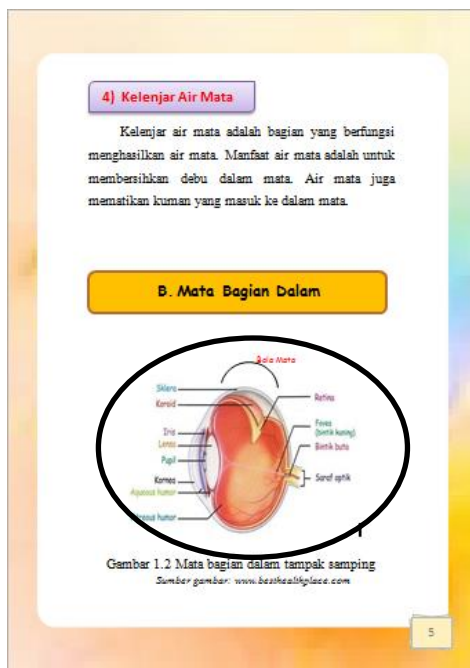 4) Kelenjar Air Mata
Kelenjar air mata adalah bagian yang berfungsi
menghasilkan air mata. Manfaat air mata adalah untuk
membersihkan debu dalam mata. Air mata juga
mematikan kuman yang masuk ke dalam mata.
B. Mata Bagian Dalam
Bola Mata
Sklera
Koroid
Iris
Lensa
Pupil
Kornea
Aqueous humor
humor
Retina
Fovea
(bintik kuning)
Bintik buta
Saraf optik
Gambar 1.2 Mata bagian dalam tampak samping
Sumber gambar: www.besthealthplace.com
5